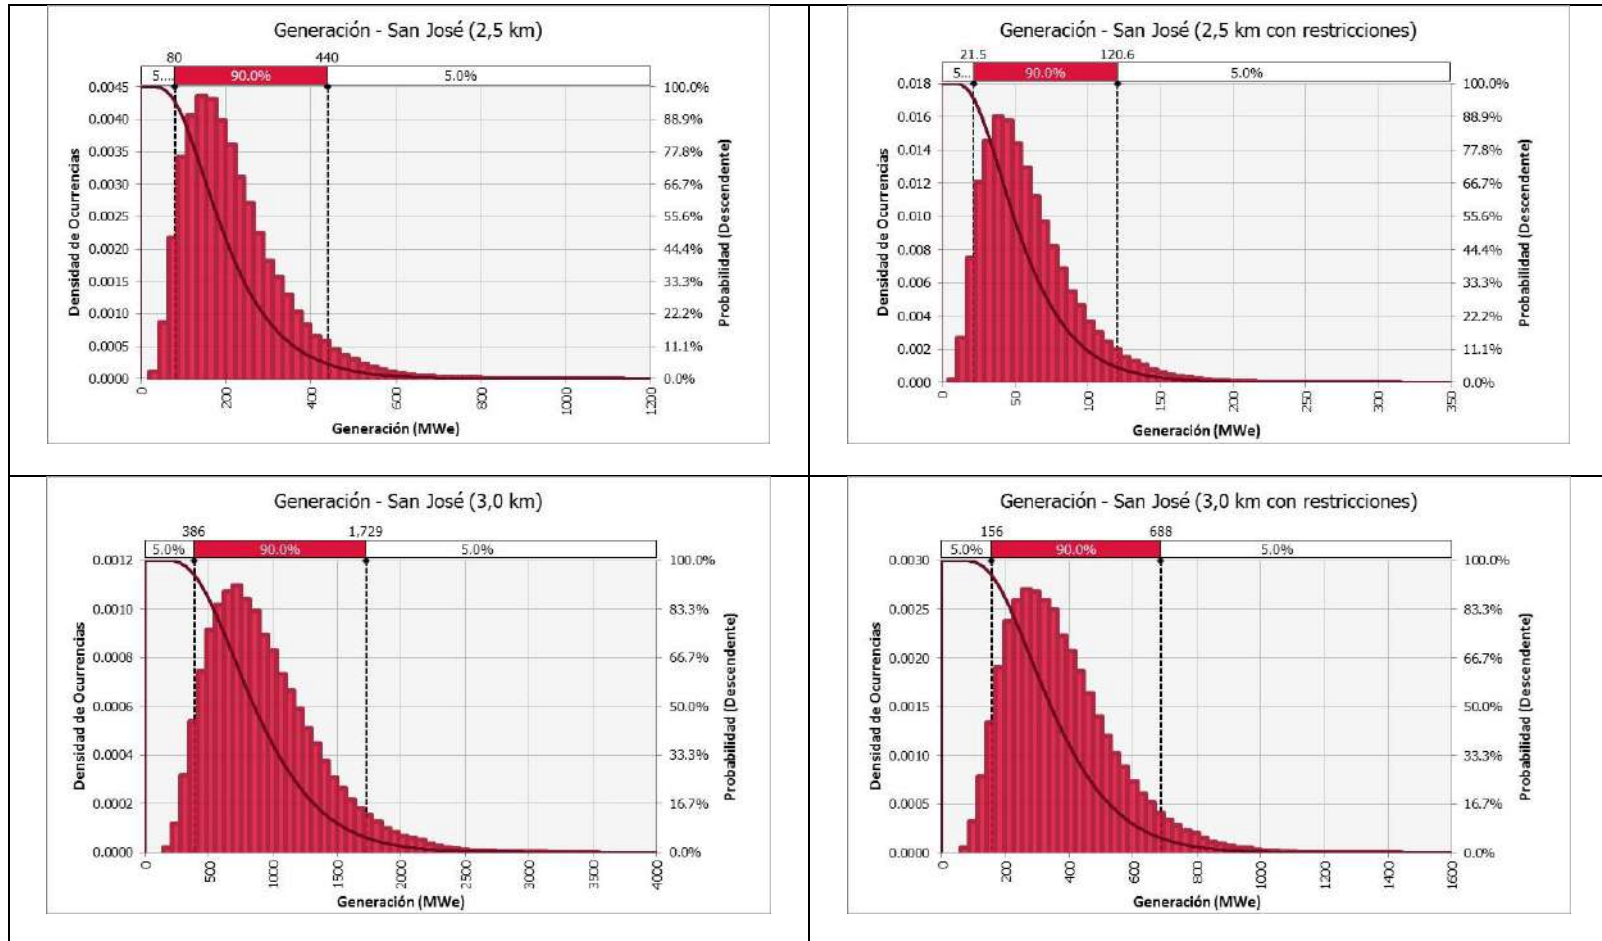 Generación - San José (2,5 km)
80 440
5... 90.0% 5.0%
0.0045 100.0%
0.0040 88.9%
0.0035 77.8%
0.0030 66.7%
0.0025 55.6%
0.0020 44.4%
0.0015 33.3%
0.0010 22.2%
0.0005 11.1%
0.0000 0.0%
Densidad de Ocurrencias
Probabilidad (Descendente)
0 200 400 600 800 1000 1200
Generación (MWe)
Generación - San José (2,5 km con restricciones)
21.5 120.6
5... 90.0% 5.0%
0.018 100.0%
0.016 88.9%
0.014 77.8%
0.012 66.7%
0.010 55.6%
0.008 44.4%
0.006 33.3%
0.004 22.2%
0.002 11.1%
0.000 0.0%
Densidad de Ocurrencias
Probabilidad (Descendente)
0 50 100 150 200 250 300 350
Generación (MWe)
Generación - San José (3,0 km)
386 1,729
5.0% 90.0% 5.0%
0.0012 100.0%
0.0010 83.3%
0.0008 66.7%
0.0006 50.0%
0.0004 33.3%
0.0002 16.7%
0.0000 0.0%
Densidad de Ocurrencias
Probabilidad (Descendente)
0 500 1000 1500 2000 2500 3000 3500 4000
Generación (MWe)
Generación - San José (3,0 km con restricciones)
156 688
5.0% 90.0% 5.0%
0.0030 100.0%
0.0025 83.3%
0.0020 66.7%
0.0015 50.0%
0.0010 33.3%
0.0005 16.7%
0.0000 0.0%
Densidad de Ocurrencias
Probabilidad (Descendente)
0 200 400 600 800 1000 1200 1400 1600
Generación (MWe)